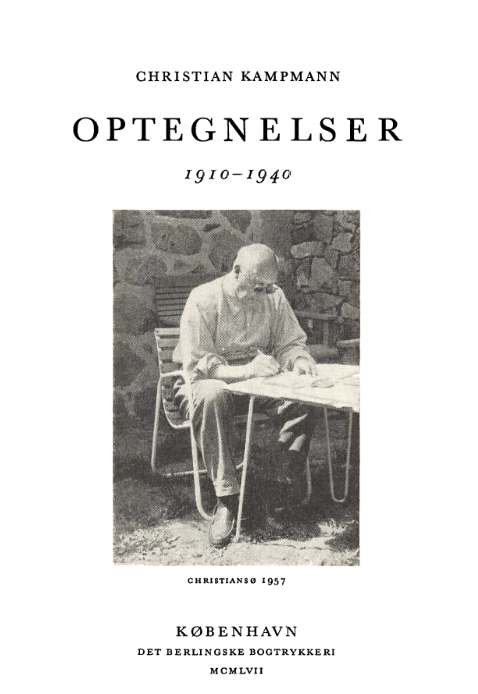 CHRISTIAN KAMPMANN
OPTEGNELSER
1910–1940
CHRISTIANSØ 1957
KØBENHAVN
DET BERLINGSKE BOGTRYKKERI
MCMLVII